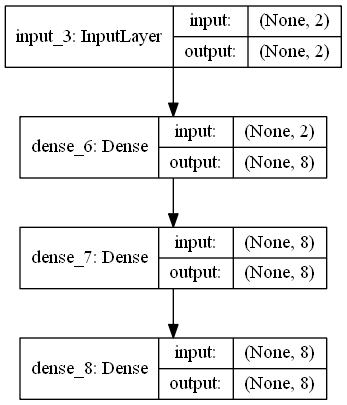 input_3: InputLayer
input: (None, 2)
output: (None, 2)
dense_6: Dense
input: (None, 2)
output: (None, 8)
dense_7: Dense
input: (None, 8)
output: (None, 8)
dense_8: Dense
input: (None, 8)
output: (None, 8)